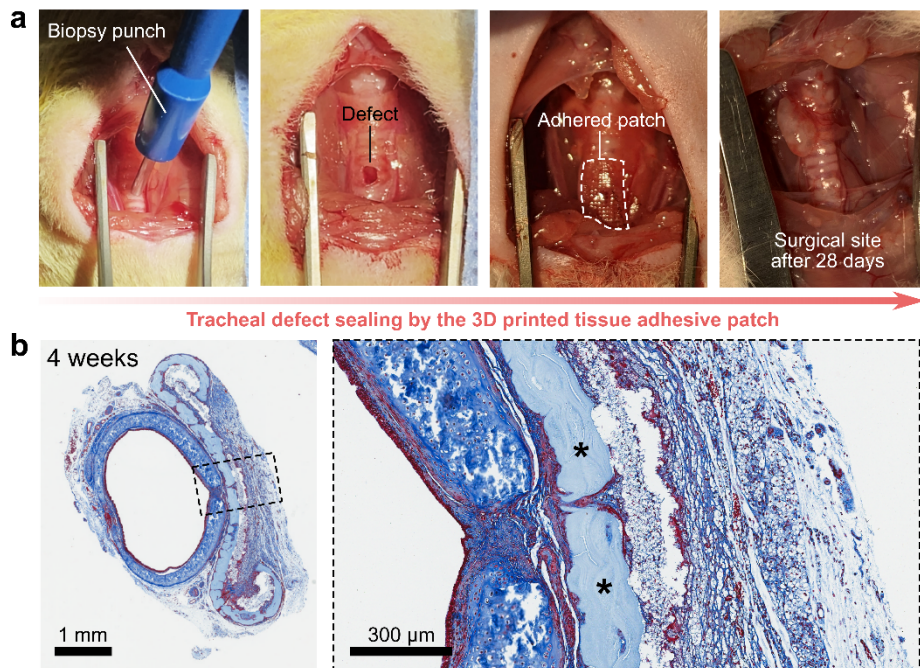 a
Biopsy punch
Defect
Adhered patch
Surgical site
after 28 days
Tracheal defect sealing by the 3D printed tissue adhesive patch
b
4 weeks
1 mm
*
*
300 µm